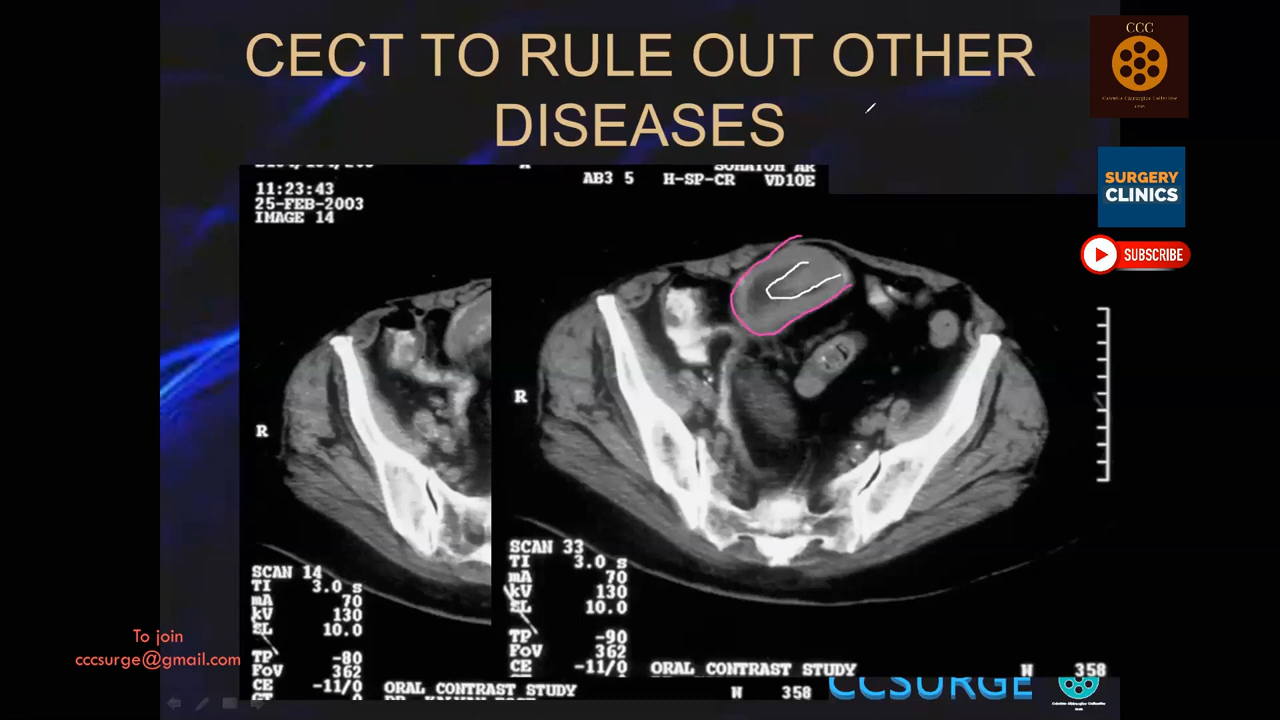 CECT TO RULE OUT OTHER
DISEASES
CCC
SURGERY
CLINICS
SUBSCRIBE
AB3 5 H-SP-CR VD10E
11:23:43
25-FEB-2003
IMAGE 14
R
R
SCAN 14
TI 3.0 s
mA 70
kV 130
SL 10.0
TP -80
FoV 362
CE -11/0
ORAL CONTRAST STUDY
W 358
SCAN 33
TI 3.0 s
mA 70
kV 130
SL 10.0
TP -90
FoV 362
CE -11/0
ORAL CONTRAST STUDY
W 358
To join
cccsurge@gmail.com
CCSURGE